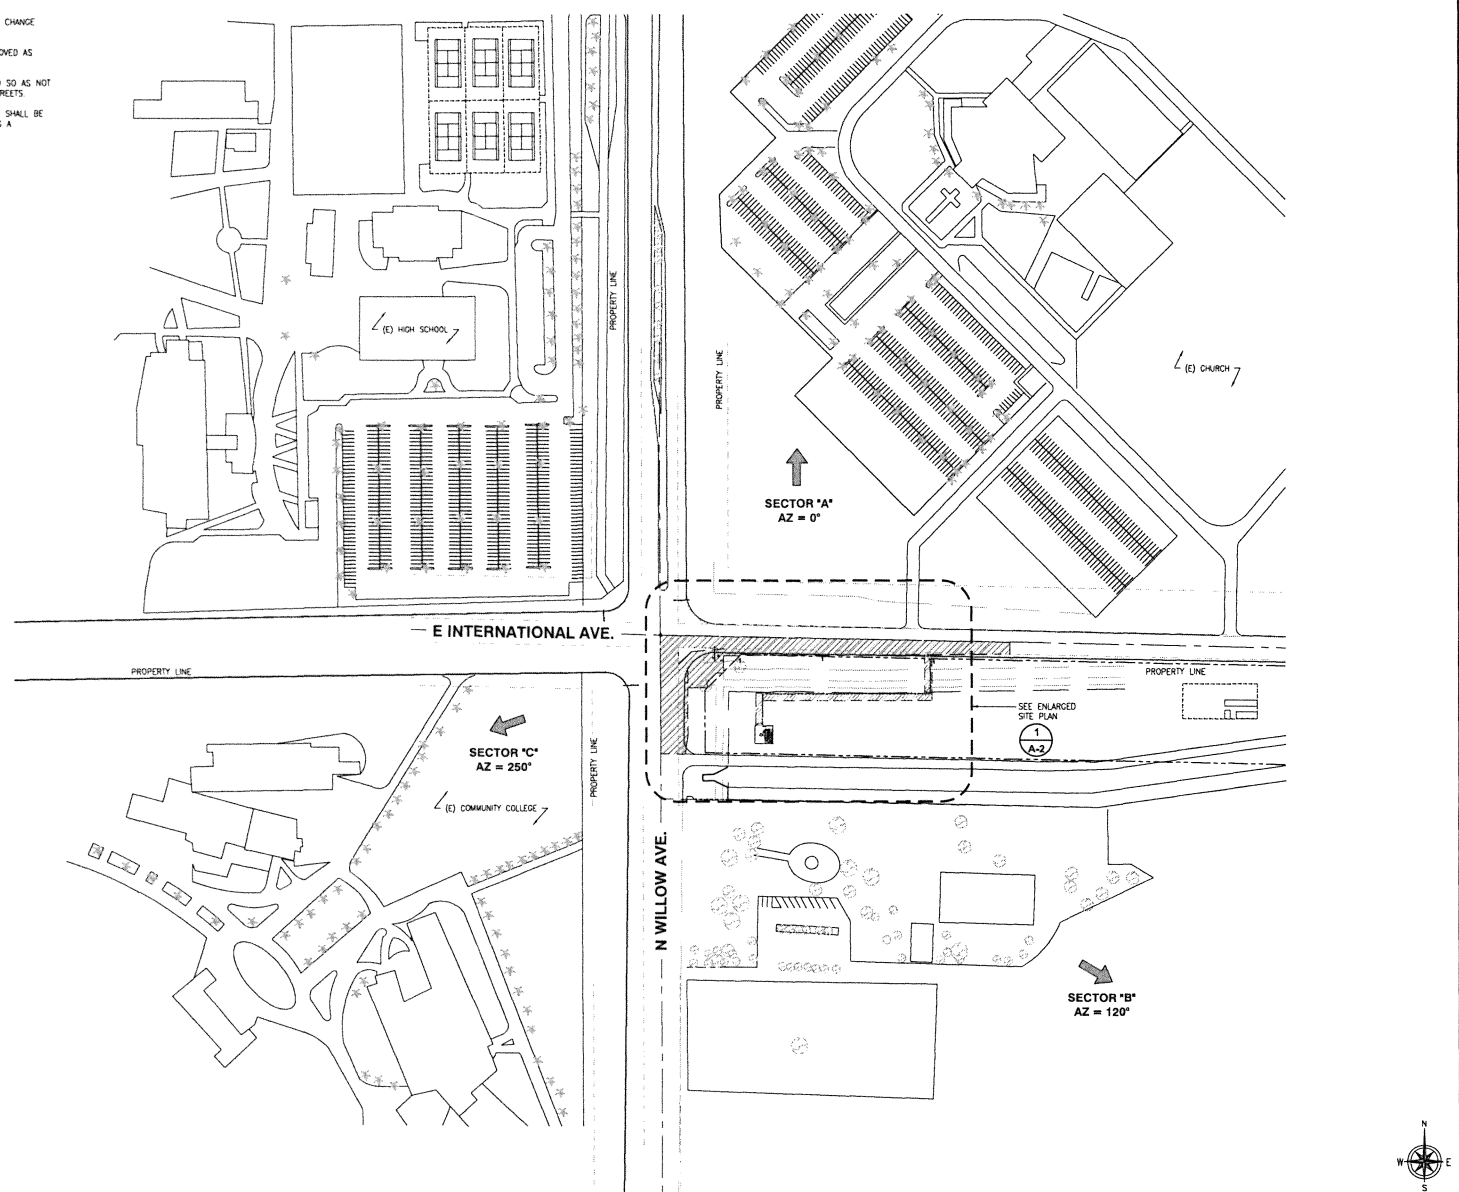 CHANGE
OVED AS
SO AS NOT
REETS.
SHALL BE
A
(E) HIGH SCHOOL
PROPERTY LINE
PROPERTY LINE
(E) CHURCH
SECTOR "A"
AZ = 0°
E INTERNATIONAL AVE.
PROPERTY LINE
PROPERTY LINE
SEE ENLARGED
SITE PLAN
1
A-2
SECTOR "C"
AZ = 250°
PROPERTY LINE
(E) COMMUNITY COLLEGE
N WILLOW AVE.
SECTOR "B"
AZ = 120°
N
W E
S